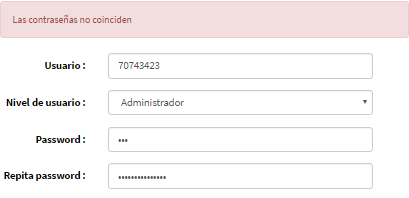 Las contraseñas no coinciden
Usuario : 70743423
Nivel de usuario : Administrador
Password : •••
Repita password : •••••••••••••••